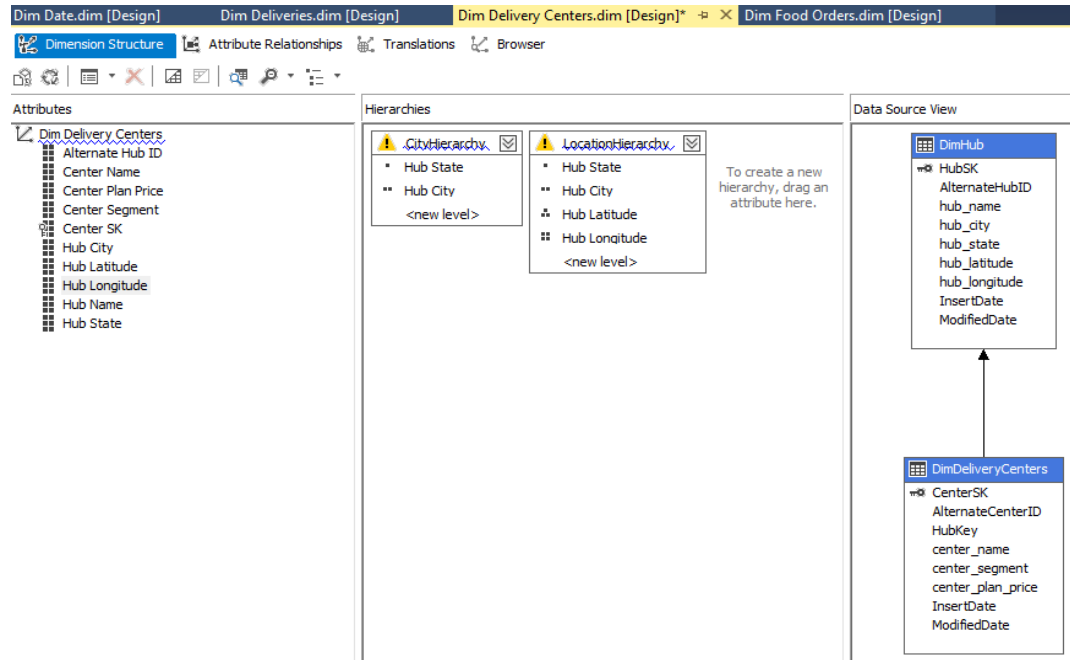 Dim Date.dim [Design] Dim Deliveries.dim [Design] Dim Delivery Centers.dim [Design]* Dim Food Orders.dim [Design]
Dimension Structure Attribute Relationships Translations Browser
Attributes
Dim Delivery Centers
Alternate Hub ID
Center Name
Center Plan Price
Center Segment
Center SK
Hub City
Hub Latitude
Hub Longitude
Hub Name
Hub State
Hierarchies
CityHierarchy
Hub State
Hub City
<new level>
LocationHierarchy
Hub State
Hub City
Hub Latitude
Hub Longitude
<new level>
To create a new
hierarchy, drag an
attribute here.
Data Source View
DimHub
HubSK
AlternateHubID
hub_name
hub_city
hub_state
hub_latitude
hub_longitude
InsertDate
ModifiedDate
DimDeliveryCenters
CenterSK
AlternateCenterID
HubKey
center_name
center_segment
center_plan_price
InsertDate
ModifiedDate